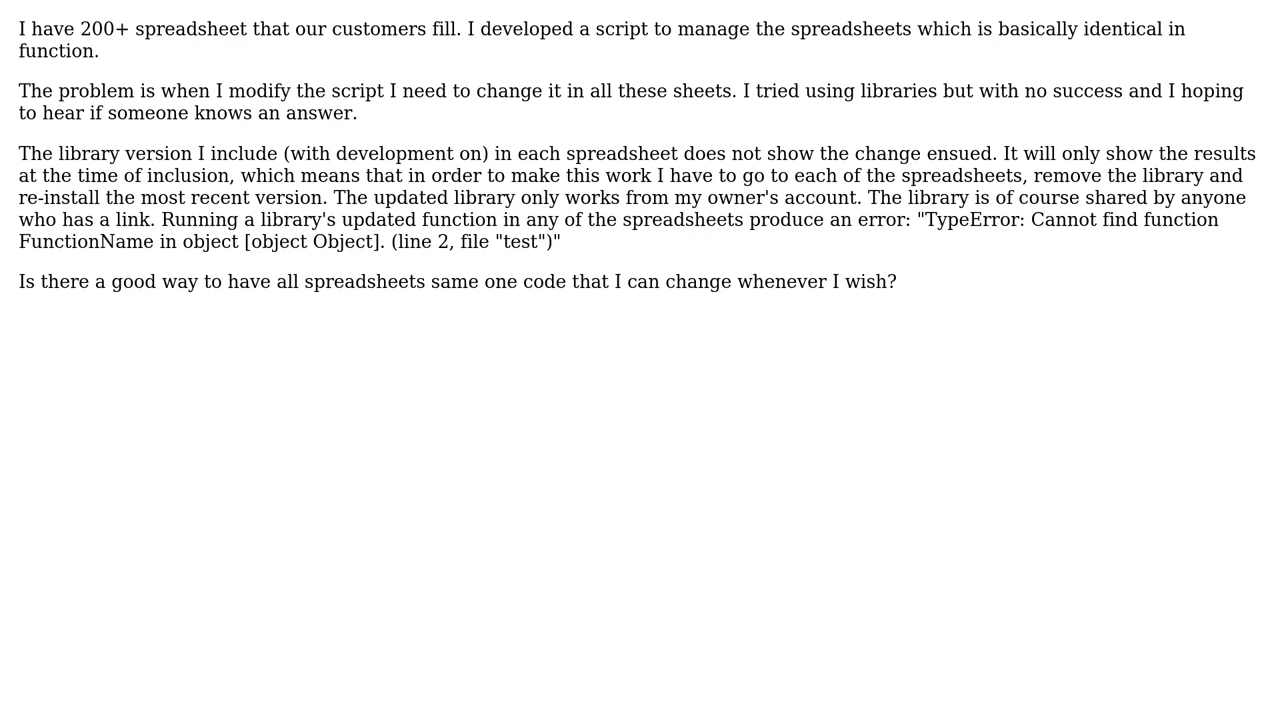 I have 200+ spreadsheet that our customers fill. I developed a script to manage the spreadsheets which is basically identical in
function.
The problem is when I modify the script I need to change it in all these sheets. I tried using libraries but with no success and I hoping
to hear if someone knows an answer.
The library version I include (with development on) in each spreadsheet does not show the change ensued. It will only show the results
at the time of inclusion, which means that in order to make this work I have to go to each of the spreadsheets, remove the library and
re-install the most recent version. The updated library only works from my owner's account. The library is of course shared by anyone
who has a link. Running a library's updated function in any of the spreadsheets produce an error: "TypeError: Cannot find function
FunctionName in object [object Object]. (line 2, file "test")"
Is there a good way to have all spreadsheets same one code that I can change whenever I wish?